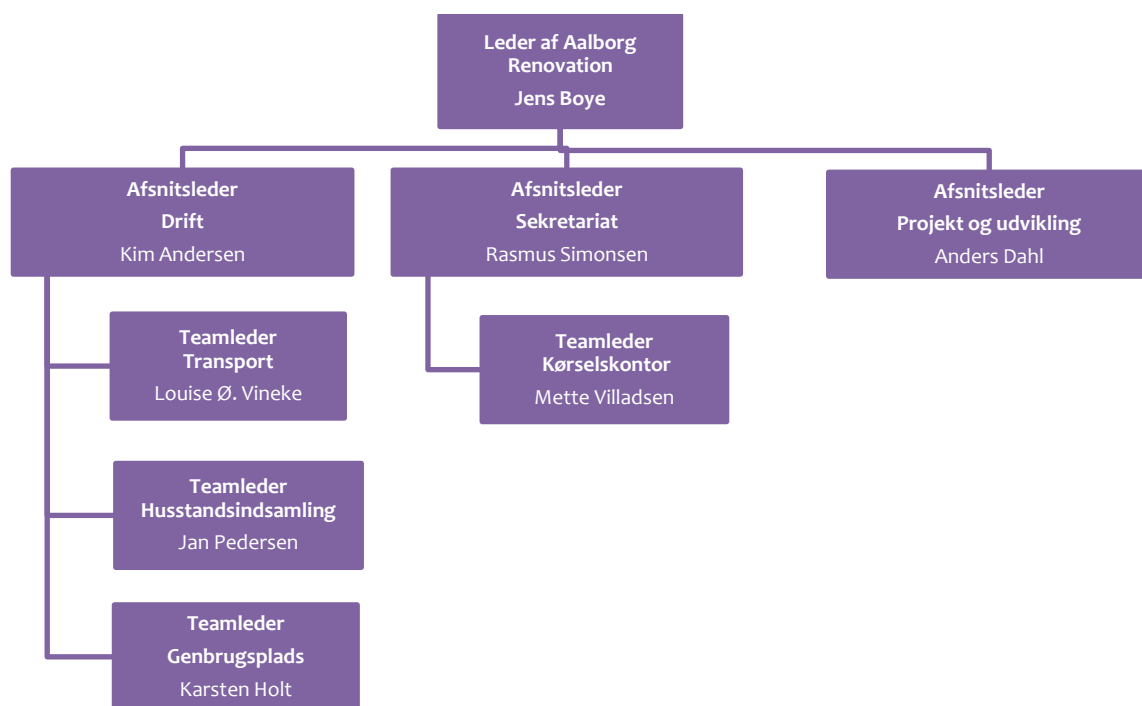 Leder af Aalborg
Renovation
Jens Boye
Afsnitsleder
Drift
Kim Andersen
Afsnitsleder
Sekretariat
Rasmus Simonsen
Afsnitsleder
Projekt og udvikling
Anders Dahl
Teamleder
Transport
Louise Ø. Vineke
Teamleder
Kørselskontor
Mette Villadsen
Teamleder
Husstandsindsamling
Jan Pedersen
Teamleder
Genbrugsplads
Karsten Holt